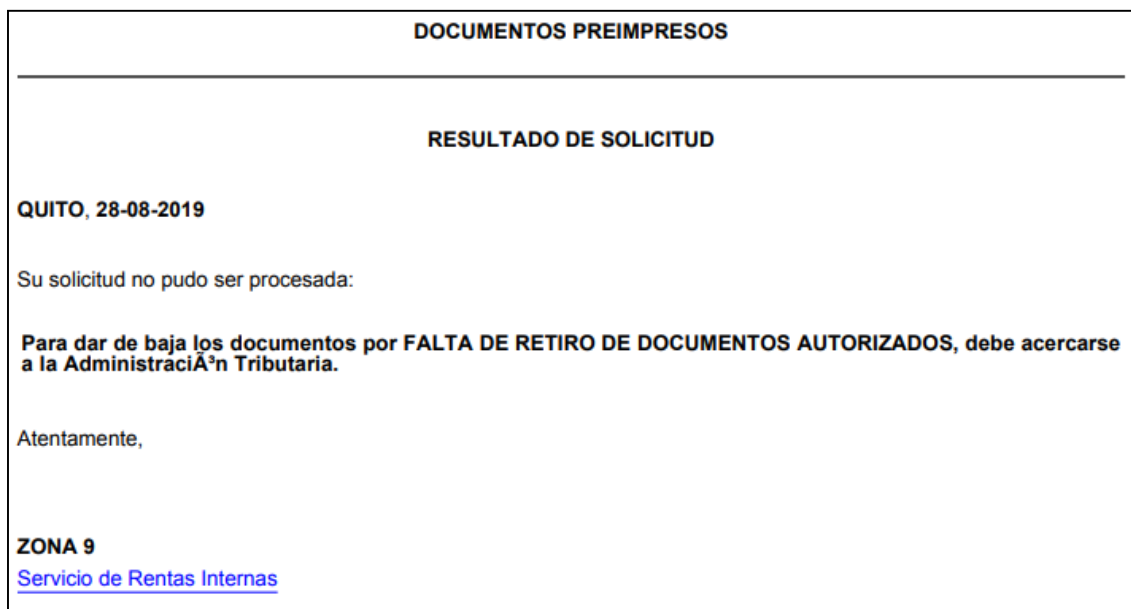 DOCUMENTOS PREIMPRESOS
RESULTADO DE SOLICITUD
QUITO, 28-08-2019
Su solicitud no pudo ser procesada:
Para dar de baja los documentos por FALTA DE RETIRO DE DOCUMENTOS AUTORIZADOS, debe acercarse
a la AdministraciÃ³n Tributaria.
Atentamente,
ZONA 9
Servicio de Rentas Internas